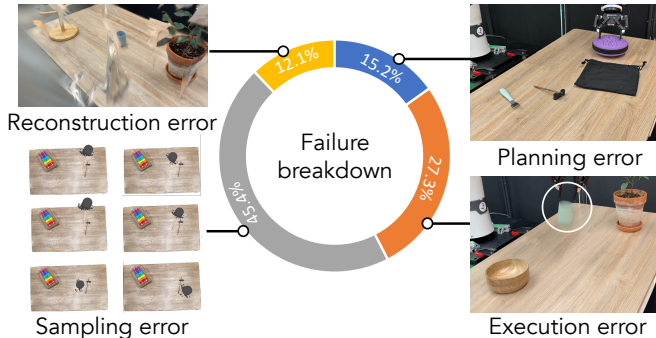 12.1%
15.2%
Reconstruction error
Failure
breakdown
Planning error
27.3%
45.4%
Sampling error
Execution error